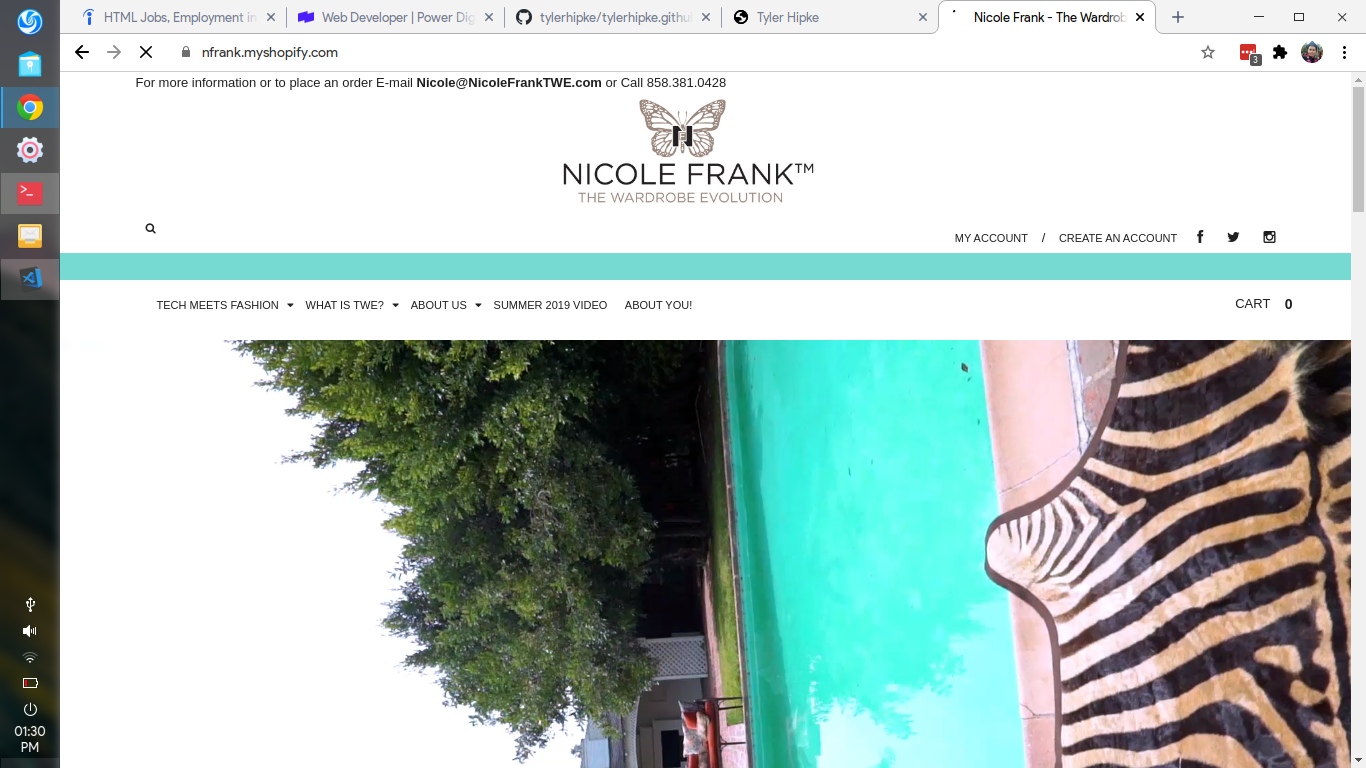 HTML Jobs, Employment in
Web Developer | Power Dig
tylerhipke/tylerhipke.githu
Tyler Hipke
Nicole Frank - The Wardrob
nfrank.myshopify.com
3
For more information or to place an order E-mail Nicole@NicoleFrankTWE.com or Call 858.381.0428
N
NICOLE FRANK™
THE WARDROBE EVOLUTION
MY ACCOUNT / CREATE AN ACCOUNT
TECH MEETS FASHION WHAT IS TWE? ABOUT US SUMMER 2019 VIDEO ABOUT YOU!
CART 0
01:30
PM